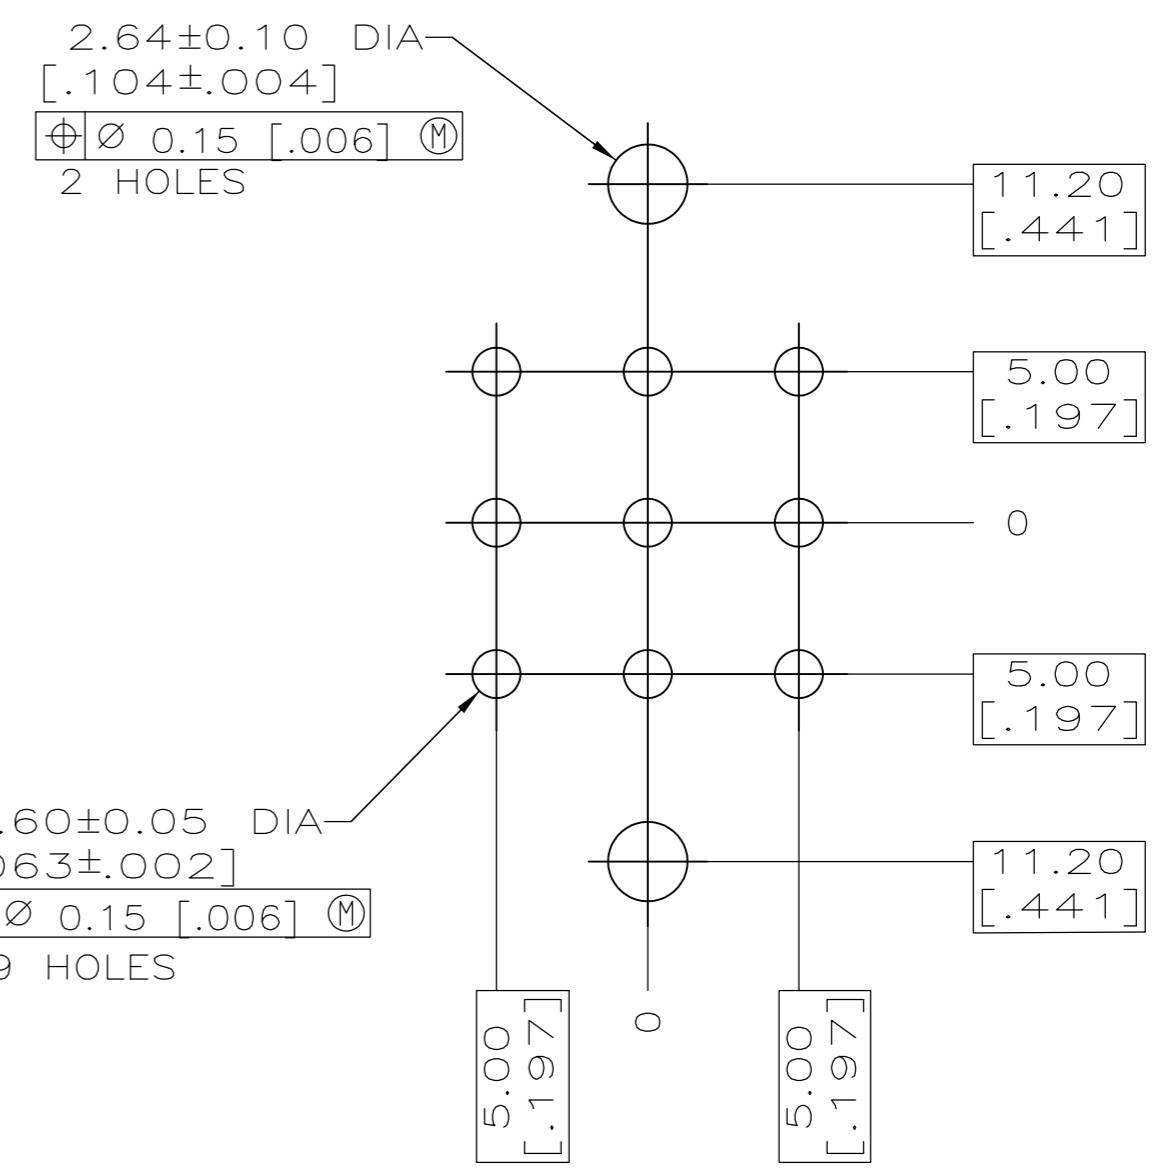 2.64±0.10 DIA
[.104±.004]
⌖ ⌀ 0.15 [.006] Ⓜ
2 HOLES
11.20
[.441]
5.00
[.197]
0
5.00
[.197]
.60±0.05 DIA
063±.002]
⌀ 0.15 [.006] Ⓜ
9 HOLES
11.20
[.441]
5.00
[.197]
0
5.00
[.197]